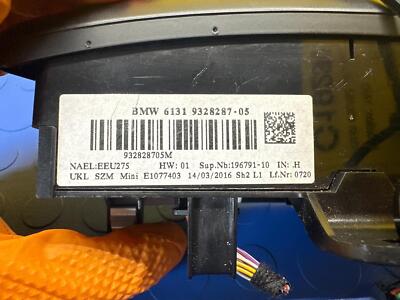 BMW 6131 9328287-05
932828705M
NAEL:EEU275 HW: 01 Sup.Nb:196791-10 IN: .H
UKL SZM Mini E1077403 14/03/2016 Sh2 L1 Lf.Nr: 0720